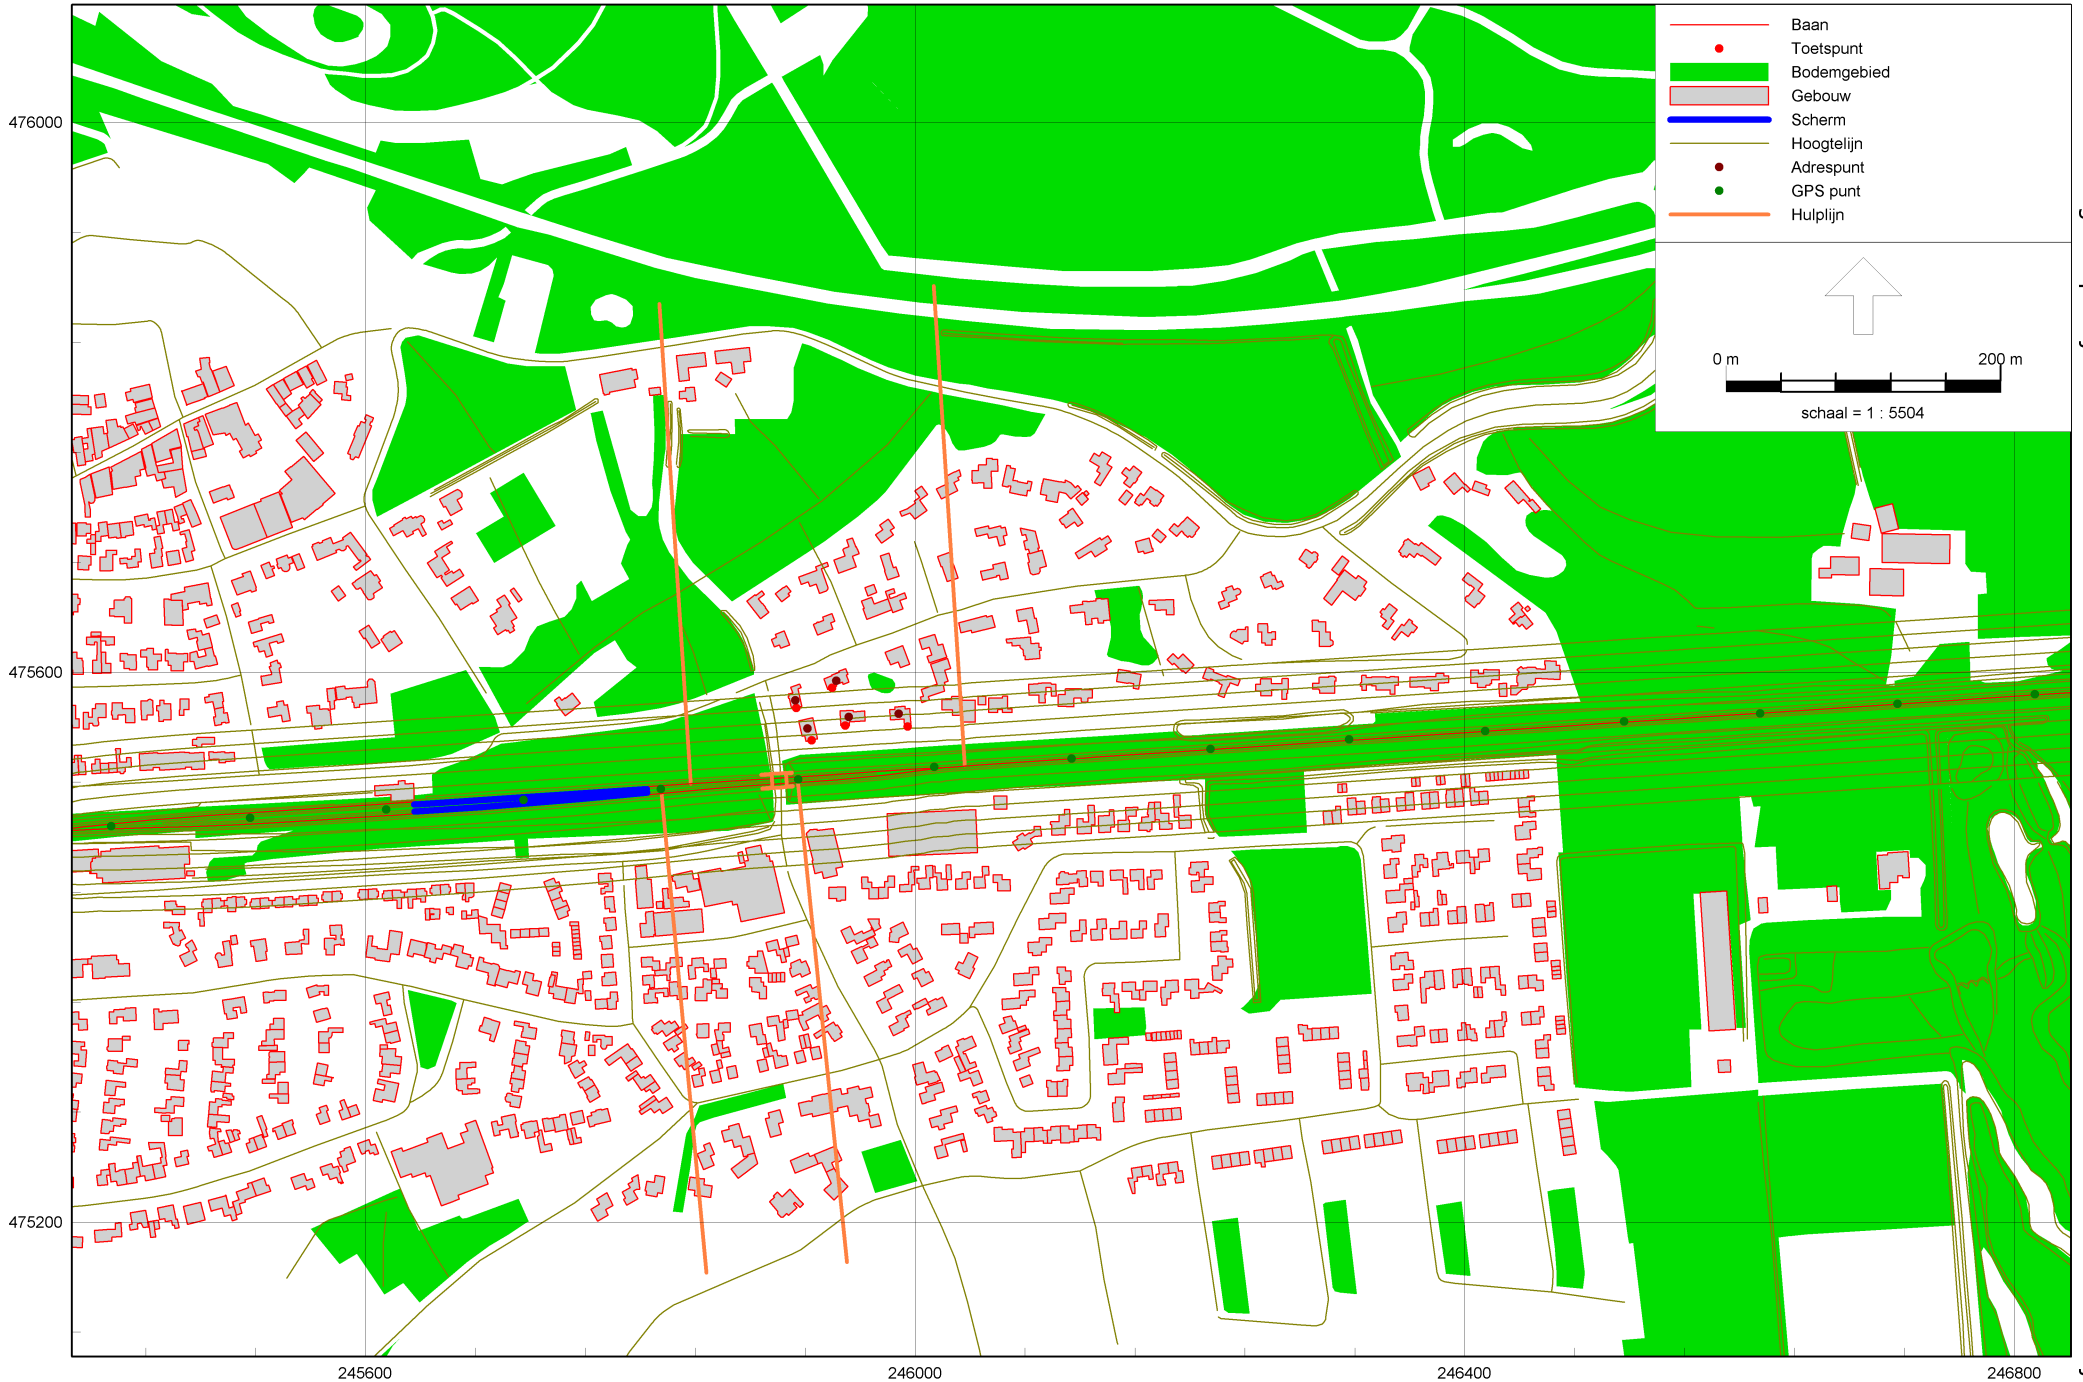 Baan
Toetspunt
Bodemgebied
Gebouw
Scherm
Hoogtelijn
Adrespunt
GPS punt
Hulplijn
0 m 200 m
schaal = 1 : 5504
476000
475600
475200
245600 246000 246400 246800